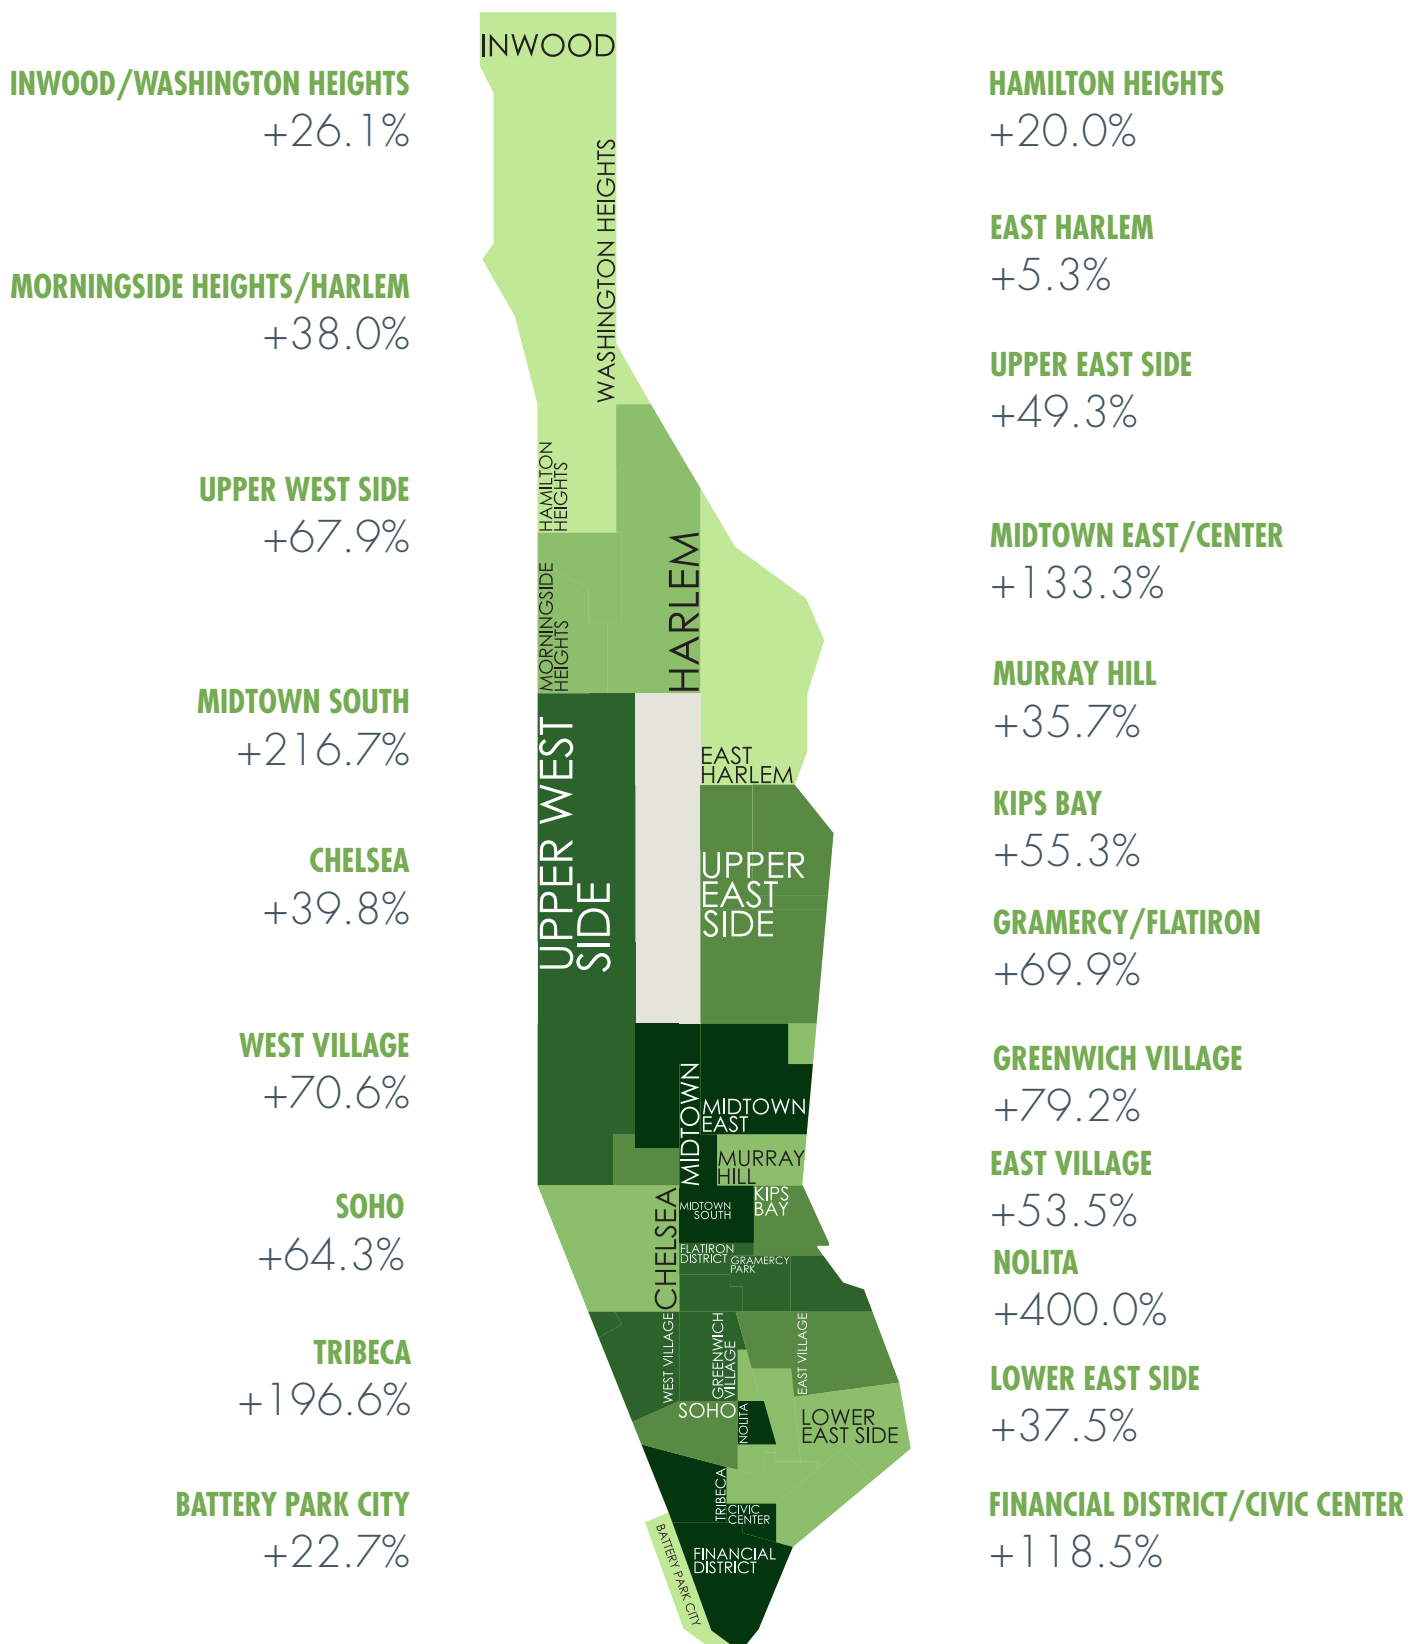 INWOOD/WASHINGTON HEIGHTS
+26.1%
MORNINGSIDE HEIGHTS/HARLEM
+38.0%
UPPER WEST SIDE
+67.9%
MIDTOWN SOUTH
+216.7%
CHELSEA
+39.8%
WEST VILLAGE
+70.6%
SOHO
+64.3%
TRIBECA
+196.6%
BATTERY PARK CITY
+22.7%
INWOOD
WASHINGTON HEIGHTS
HAMILTON
HEIGHTS
MORNINGSIDE
HEIGHTS
HARLEM
UPPER WEST
SIDE
EAST
HARLEM
UPPER
EAST
SIDE
MIDTOWN
MIDTOWN
EAST
MURRAY
HILL
CHELSEA
MIDTOWN
SOUTH
KIPS
BAY
FLATIRON
DISTRICT
GRAMERCY
PARK
WEST VILLAGE
GREENWICH
VILLAGE
EAST VILLAGE
SOHO
NOLITA
LOWER
EAST SIDE
TRIBECA
CIVIC
CENTER
BATTERY PARK CITY
FINANCIAL
DISTRICT
HAMILTON HEIGHTS
+20.0%
EAST HARLEM
+5.3%
UPPER EAST SIDE
+49.3%
MIDTOWN EAST/CENTER
+133.3%
MURRAY HILL
+35.7%
KIPS BAY
+55.3%
GRAMERCY/FLATIRON
+69.9%
GREENWICH VILLAGE
+79.2%
EAST VILLAGE
+53.5%
NOLITA
+400.0%
LOWER EAST SIDE
+37.5%
FINANCIAL DISTRICT/CIVIC CENTER
+118.5%